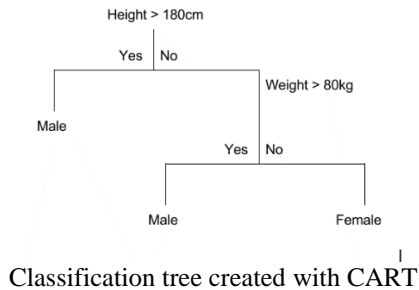 Height > 180cm
Yes No
Weight > 80kg
Male
Yes No
Male Female
Classification tree created with CART